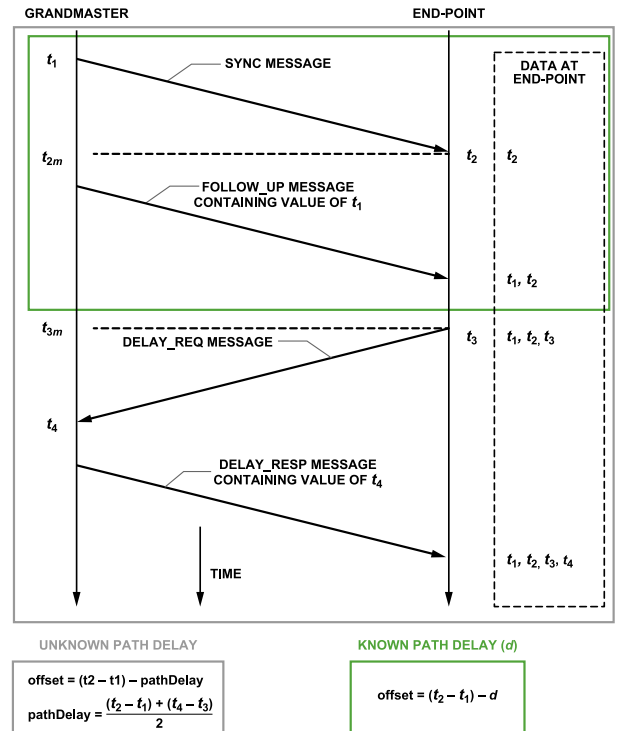 GRANDMASTER
END-POINT
t1
SYNC MESSAGE
DATA AT
END-POINT
t2m
t2
t2
FOLLOW_UP MESSAGE
CONTAINING VALUE OF t1
t1, t2
t3m
t3
t1, t2, t3
DELAY_REQ MESSAGE
t4
DELAY_RESP MESSAGE
CONTAINING VALUE OF t4
t1, t2, t3, t4
TIME
UNKNOWN PATH DELAY
offset = (t2 – t1) – pathDelay
pathDelay = (t2 – t1) + (t4 – t3)
2
KNOWN PATH DELAY (d)
offset = (t2 – t1) – d